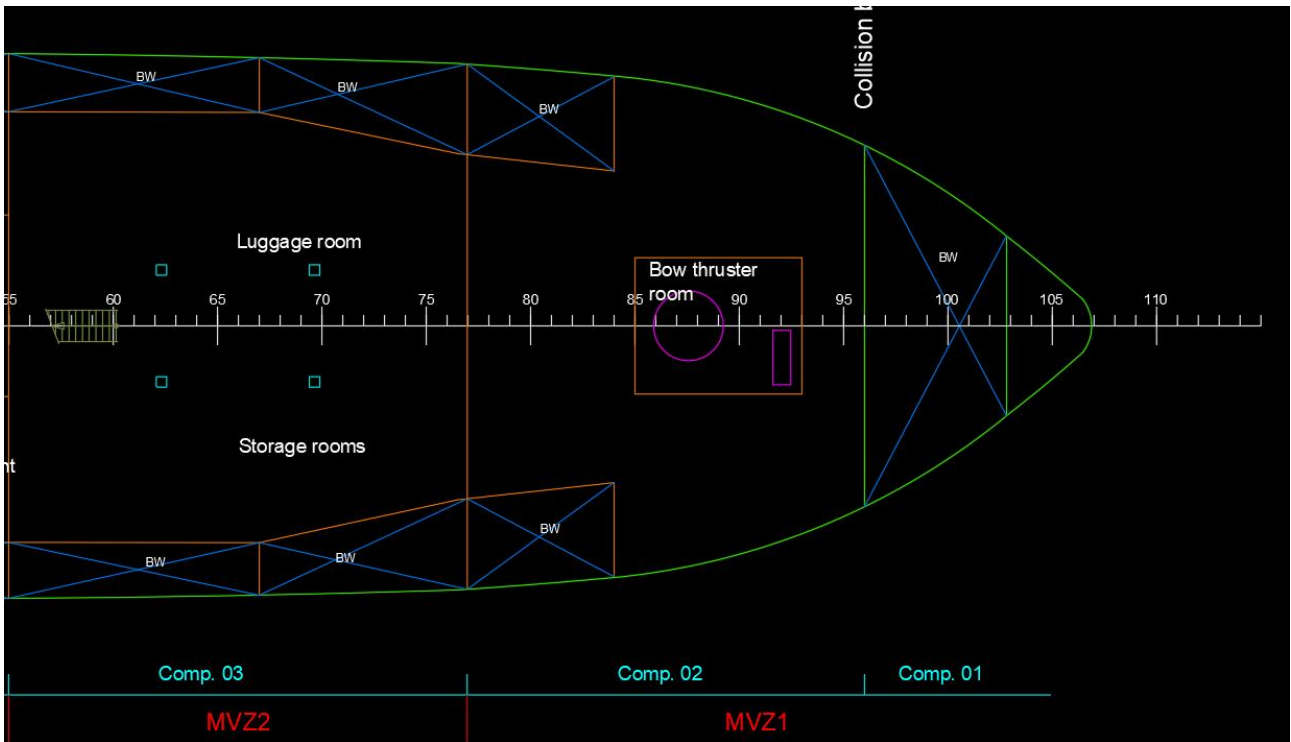 Collision b
BW
BW
BW
Luggage room
Bow thruster
room
BW
55 60 65 70 75 80 85 90 95 100 105 110
Storage rooms
nt
BW
BW
BW
Comp. 03
Comp. 02
Comp. 01
MVZ2
MVZ1